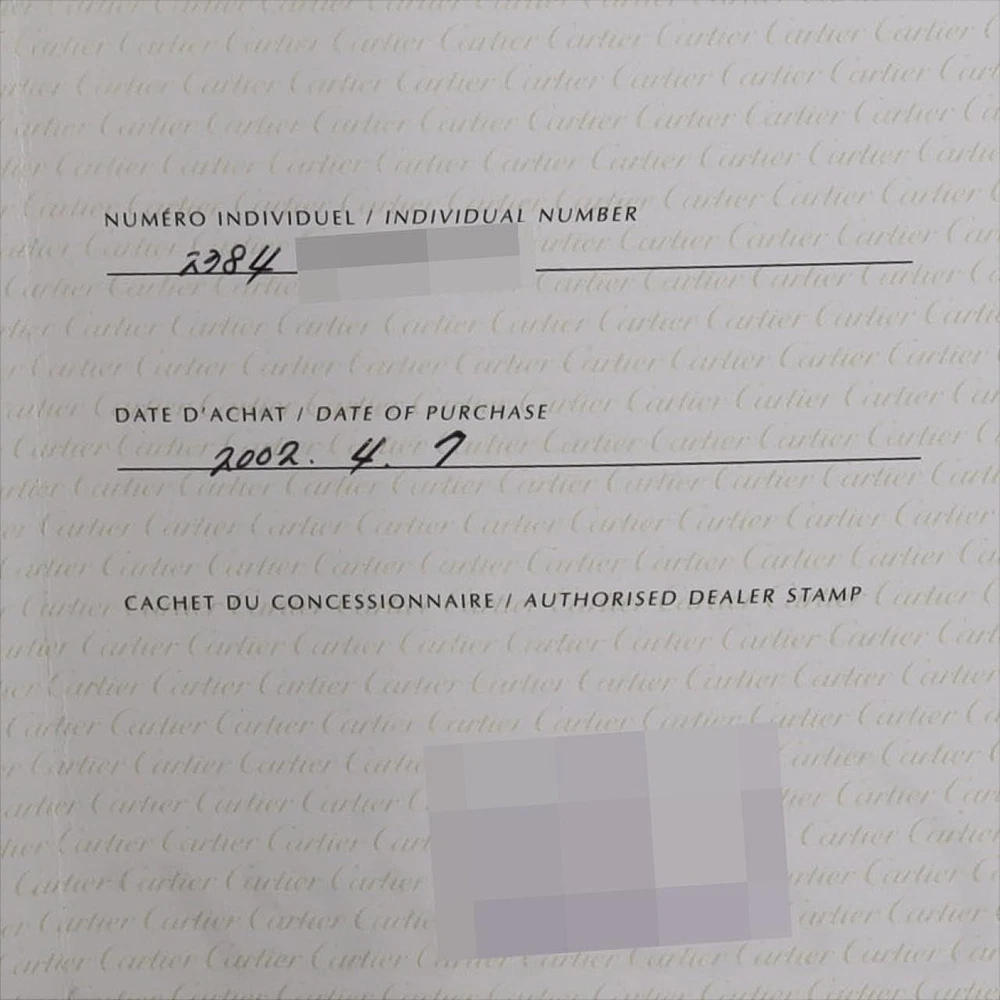 NUMÉRO INDIVIDUEL / INDIVIDUAL NUMBER
2384
DATE D'ACHAT / DATE OF PURCHASE
2002. 4. 7
CACHET DU CONCESSIONNAIRE / AUTHORISED DEALER STAMP